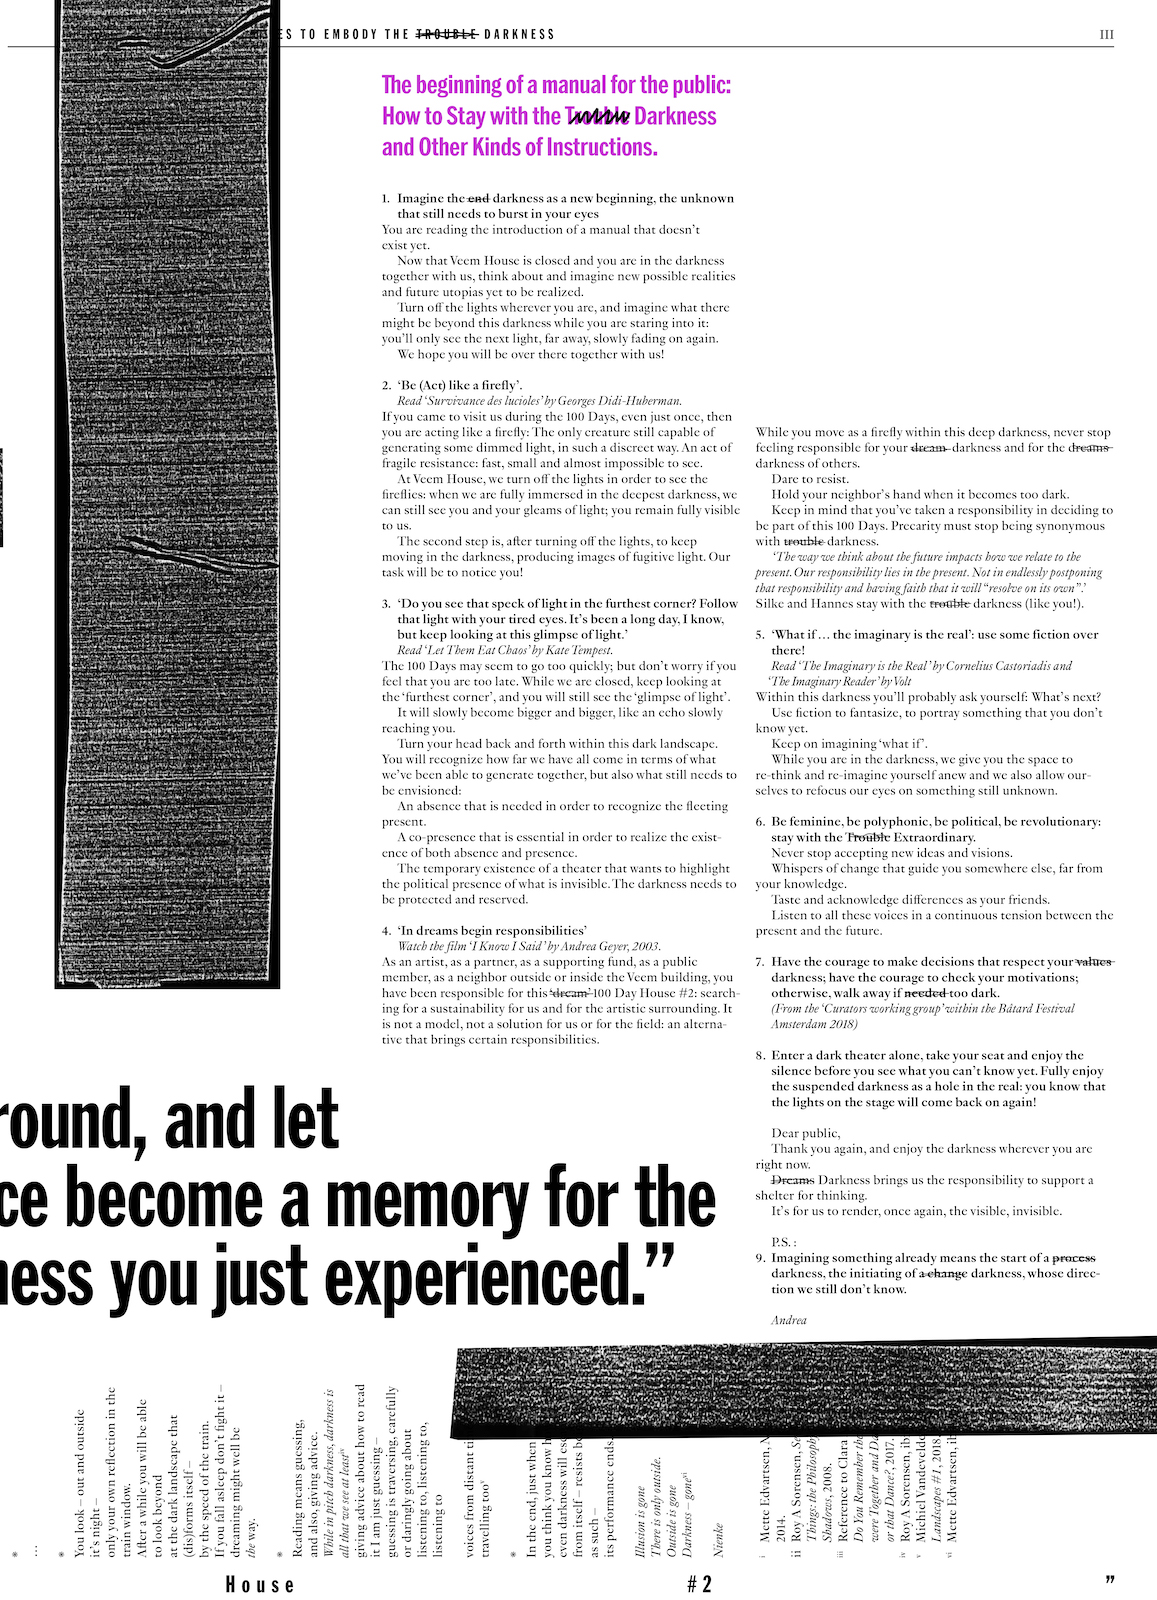 ES TO EMBODY THE TROUBLE DARKNESS
III
The beginning of a manual for the public:
How to Stay with the Trouble Darkness
and Other Kinds of Instructions.
1. Imagine the end darkness as a new beginning, the unknown
that still needs to burst in your eyes
You are reading the introduction of a manual that doesn’t
exist yet.
Now that Veem House is closed and you are in the darkness
together with us, think about and imagine new possible realities
and future utopias yet to be realized.
Turn off the lights wherever you are, and imagine what there
might be beyond this darkness while you are staring into it:
you’ll only see the next light, far away, slowly fading on again.
We hope you will be over there together with us!
2. ‘Be (Act) like a firefly’.
Read ‘Survivance des lucioles’ by Georges Didi-Huberman.
If you came to visit us during the 100 Days, even just once, then
you are acting like a firefly: The only creature still capable of
generating some dimmed light, in such a discreet way. An act of
fragile resistance: fast, small and almost impossible to see.
At Veem House, we turn off the lights in order to see the
fireflies: when we are fully immersed in the deepest darkness, we
can still see you and your gleams of light; you remain fully visible
to us.
The second step is, after turning off the lights, to keep
moving in the darkness, producing images of fugitive light. Our
task will be to notice you!
3. ‘Do you see that speck of light in the furthest corner? Follow
that light with your tired eyes. It’s been a long day, I know,
but keep looking at this glimpse of light.’
Read ‘Let Them Eat Chaos’ by Kate Tempest.
The 100 Days may seem to go too quickly; but don’t worry if you
feel that you are too late. While we are closed, keep looking at
the ‘furthest corner’, and you will still see the ‘glimpse of light’.
It will slowly become bigger and bigger, like an echo slowly
reaching you.
Turn your head back and forth within this dark landscape.
You will recognize how far we have all come in terms of what
we’ve been able to generate together, but also what still needs to
be envisioned:
An absence that is needed in order to recognize the fleeting
present.
A co-presence that is essential in order to realize the exist-
ence of both absence and presence.
The temporary existence of a theater that wants to highlight
the political presence of what is invisible. The darkness needs to
be protected and reserved.
4. ‘In dreams begin responsibilities’
Watch the film ‘I Know I Said’ by Andrea Geyer, 2003.
As an artist, as a partner, as a supporting fund, as a public
member, as a neighbor outside or inside the Veem building, you
have been responsible for this ‘dream’ 100 Day House #2: search-
ing for a sustainability for us and for the artistic surrounding. It
is not a model, not a solution for us or for the field: an alterna-
tive that brings certain responsibilities.
While you move as a firefly within this deep darkness, never stop
feeling responsible for your dream darkness and for the dreams
darkness of others.
Dare to resist.
Hold your neighbor’s hand when it becomes too dark.
Keep in mind that you’ve taken a responsibility in deciding to
be part of this 100 Days. Precarity must stop being synonymous
with trouble darkness.
‘The way we think about the future impacts how we relate to the
present. Our responsibility lies in the present. Not in endlessly postponing
that responsibility and having faith that it will “resolve on its own”.’
Silke and Hannes stay with the trouble darkness (like you!).
5. ‘What if… the imaginary is the real’: use some fiction over
there!
Read ‘The Imaginary is the Real’ by Cornelius Castoriadis and
‘The Imaginary Reader’ by Volt
Within this darkness you’ll probably ask yourself: What’s next?
Use fiction to fantasize, to portray something that you don’t
know yet.
Keep on imagining ‘what if’.
While you are in the darkness, we give you the space to
re-think and re-imagine yourself anew and we also allow our-
selves to refocus our eyes on something still unknown.
6. Be feminine, be polyphonic, be political, be revolutionary:
stay with the Trouble Extraordinary.
Never stop accepting new ideas and visions.
Whispers of change that guide you somewhere else, far from
your knowledge.
Taste and acknowledge differences as your friends.
Listen to all these voices in a continuous tension between the
present and the future.
7. Have the courage to make decisions that respect your values
darkness; have the courage to check your motivations;
otherwise, walk away if needed too dark.
(From the ‘Curators working group’ within the Bâtard Festival
Amsterdam 2018)
8. Enter a dark theater alone, take your seat and enjoy the
silence before you see what you can’t know yet. Fully enjoy
the suspended darkness as a hole in the real: you know that
the lights on the stage will come back on again!
Dear public,
Thank you again, and enjoy the darkness wherever you are
right now.
Dreams Darkness brings us the responsibility to support a
shelter for thinking.
It’s for us to render, once again, the visible, invisible.
P.S. :
9. Imagining something already means the start of a process
darkness, the initiating of a change darkness, whose direc-
tion we still don’t know.
Andrea
round, and let
ce become a memory for the
ness you just experienced.”
*
…
*
You look – out and outside
it’s night –
only your own reflection in the
train window.
After a while you will be able
to look beyond
at the dark landscape that
(dis)forms itself –
by the speed of the train.
If you fall asleep don’t fight it –
dreaming might well be
the way.
*
Reading means guessing,
and also, giving advice.
While in pitch darkness, darkness is
all that we see at least iv
giving advice about how to read
it I am just guessing –
guessing is traversing, carefully
or daringly going about
listening to, listening to,
listening to
voices from distant ti
travelling too v
*
In the end, just when
you think you know h
even darkness will esc
from itself – resists be
as such –
its performance ends.
Illusion is gone
There is only outside.
Outside is gone
Darkness – gone vi
Nienke
i Mette Edvartsen, N
2014.
ii Roy A Sorensen, Se
Things: the Philosophy
Shadows, 2008.
iii Reference to Clara
Do You Remember the
were Together and Da
or that Dance?, 2017.
iv Roy A Sorensen, ib
v Michiel Vandevelde
Landscapes #1, 2018.
vi Mette Edvartsen, ib
House
#2
”